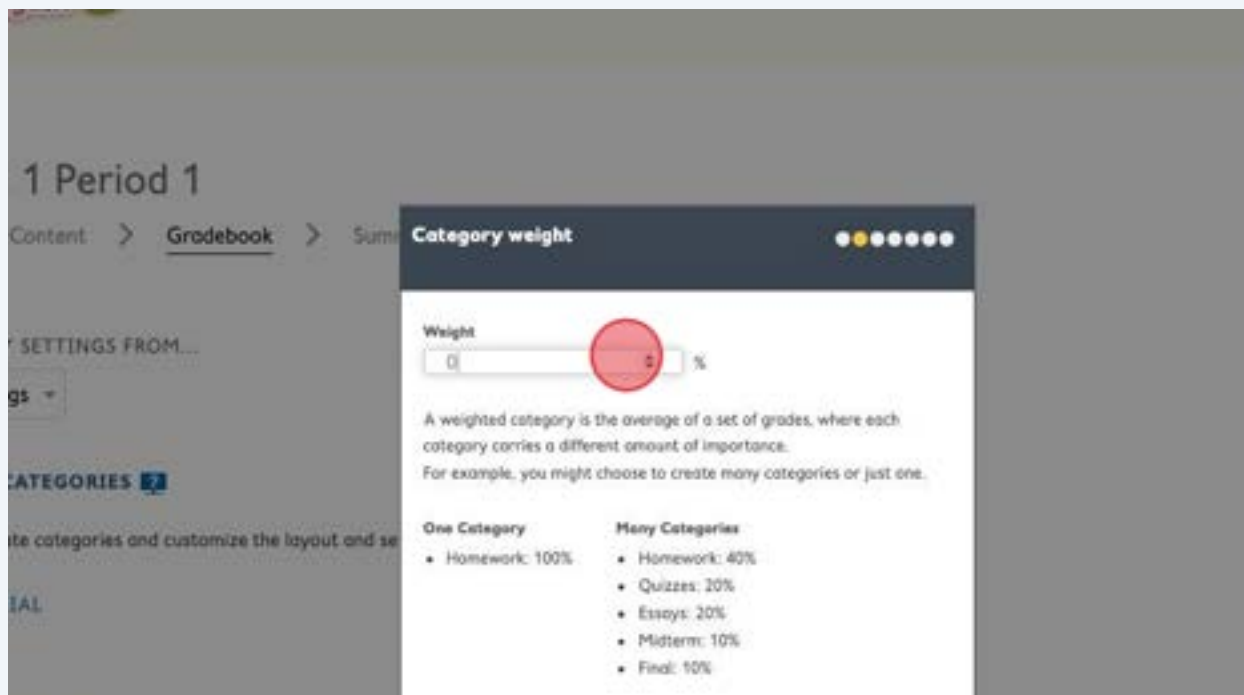 1 Period 1
Content > Gradebook > Summ
Category weight
Weight
0 %
SETTINGS FROM...
gs
A weighted category is the average of a set of grades, where each
category carries a different amount of importance.
For example, you might choose to create many categories or just one.
CATEGORIES ?
One Category
• Homework: 100%
Many Categories
• Homework: 40%
• Quizzes: 20%
• Essays: 20%
• Midterm: 10%
• Final: 10%
te categories and customize the layout and se
IAL